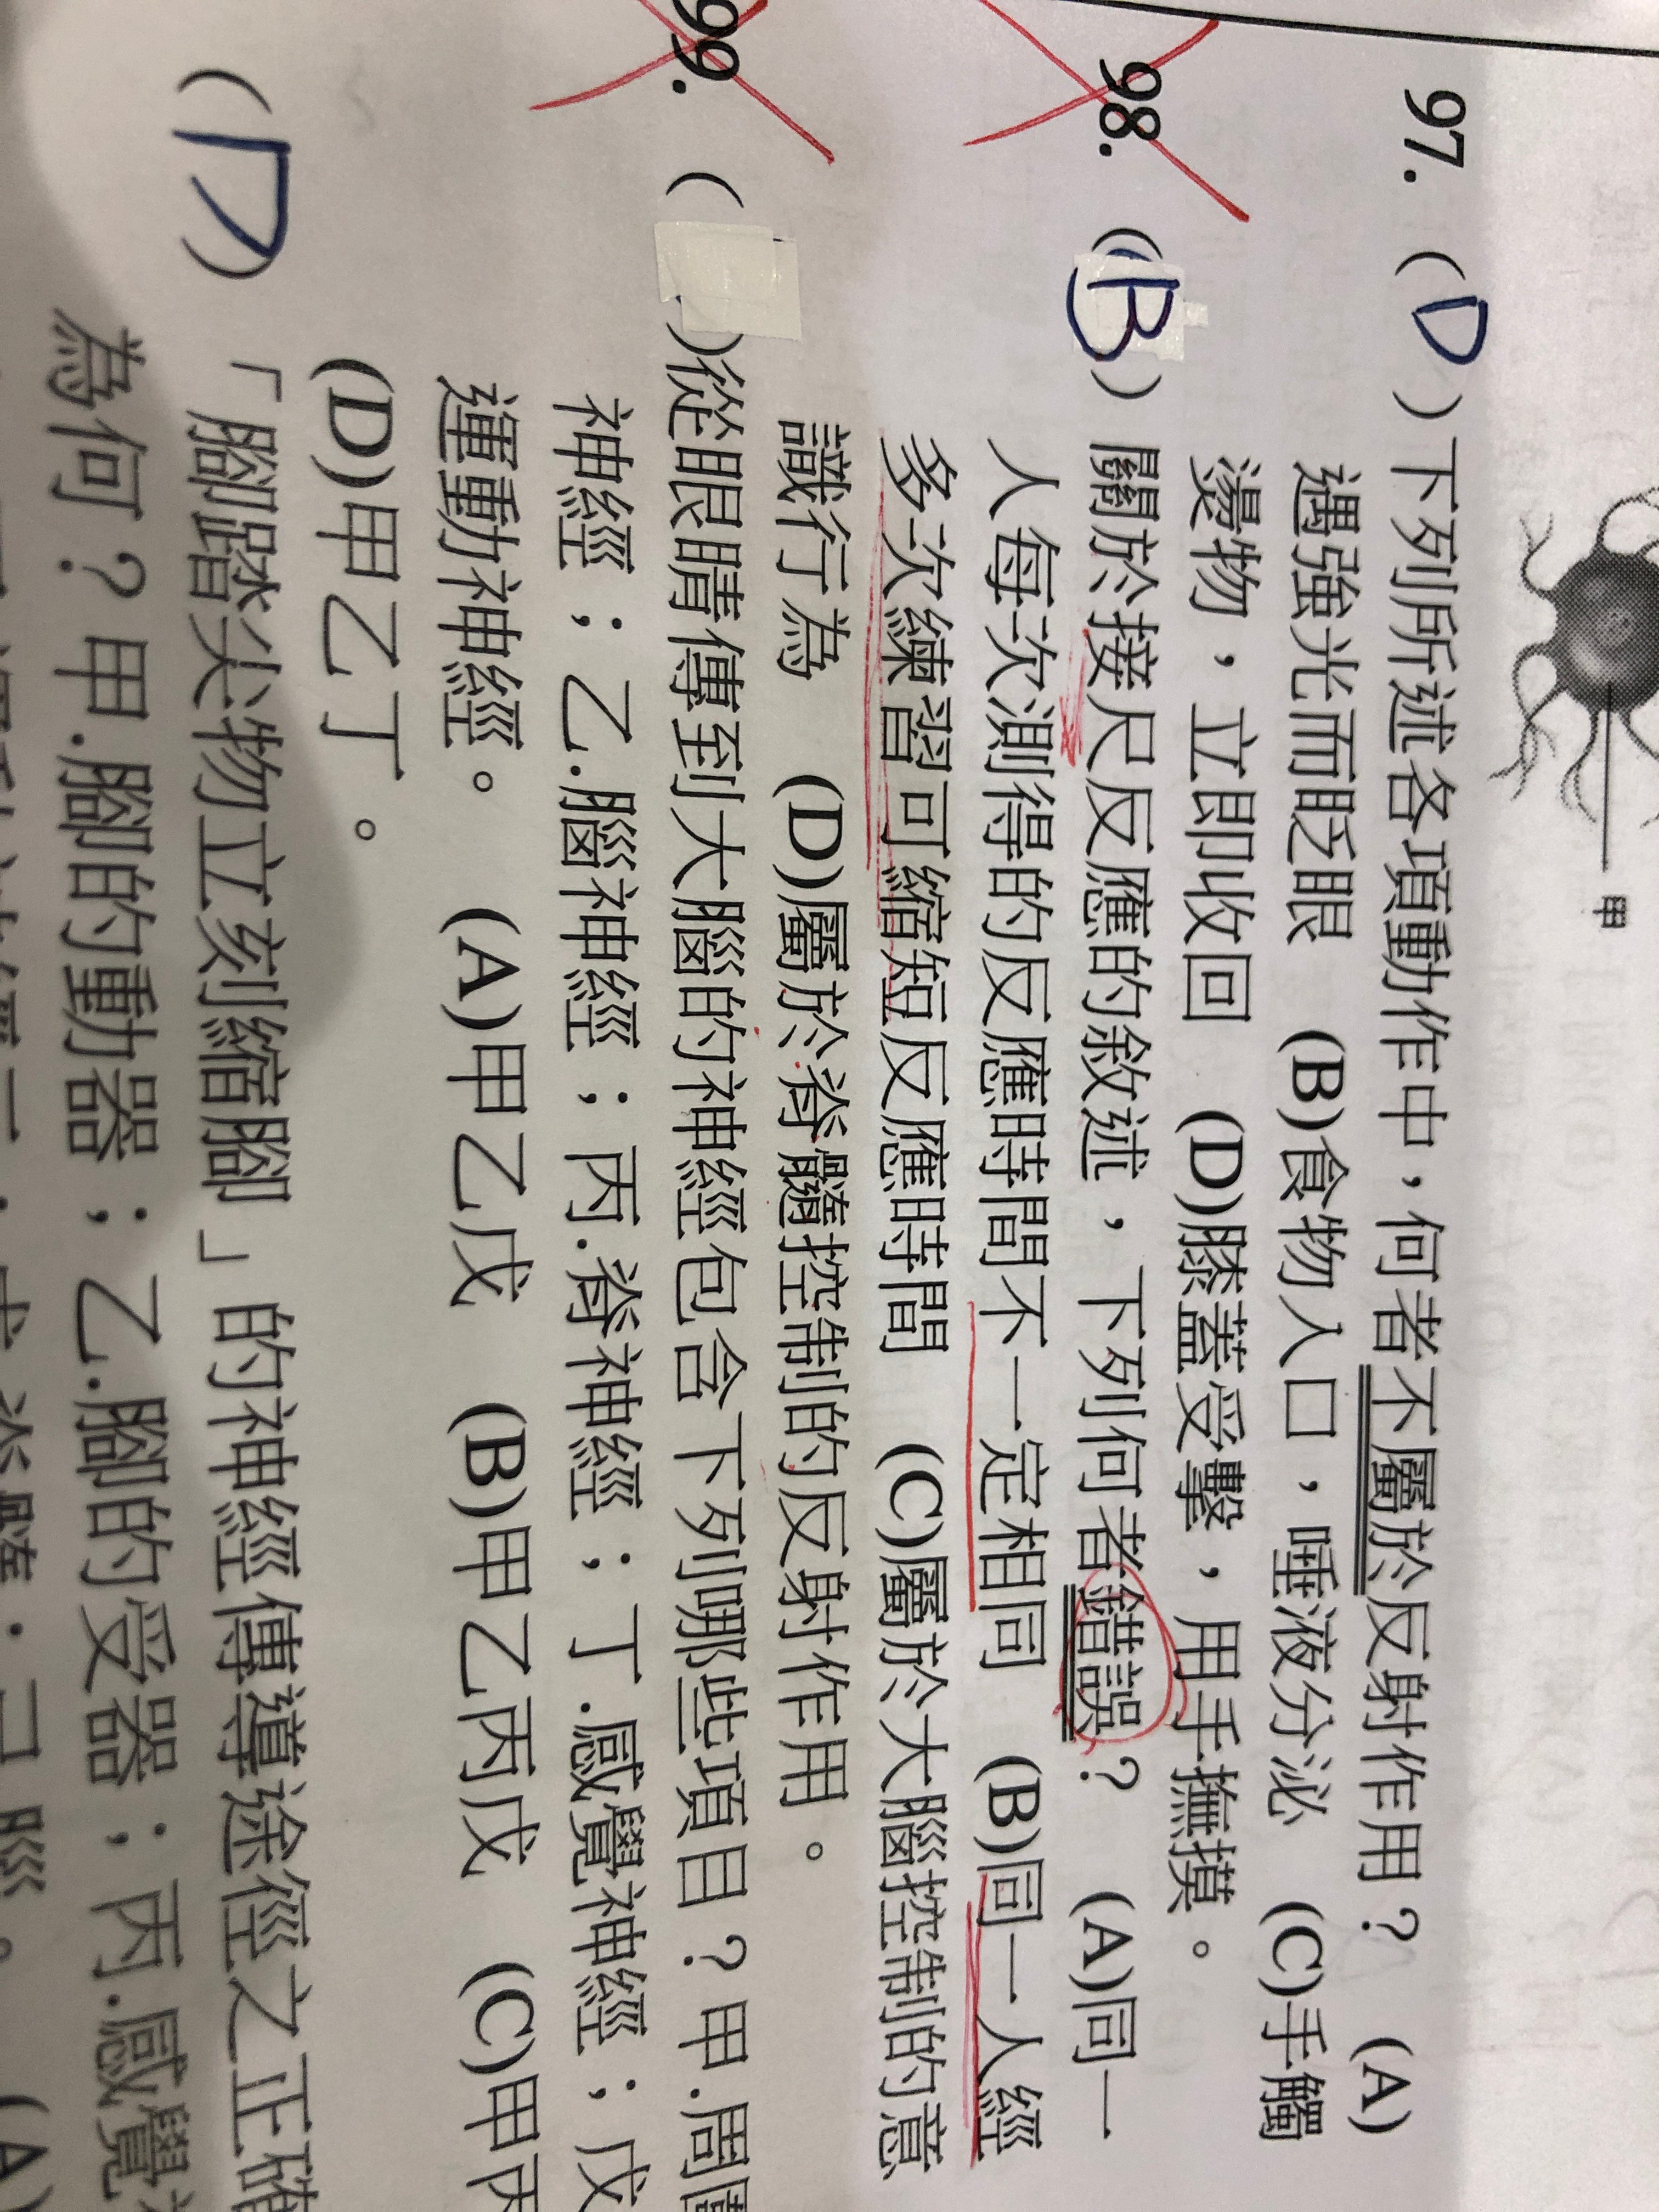 甲
97. (D)下列所述各項動作中，何者不屬於反射作用？ (A)
遇強光而眨眼 (B)食物入口，唾液分泌 (C)手觸
燙物，立即收回 (D)膝蓋受擊，用手撫摸。
98. (B) 關於接尺反應的敘述，下列何者錯誤？ (A)同一
人每次測得的反應時間不一定相同 (B)同一人經
多次練習可縮短反應時間 (C)屬於大腦控制的意
識行為 (D)屬於脊髓控制的反射作用。
99. ( )從眼睛傳到大腦的神經包含下列哪些項目？甲.周圍
神經；乙.腦神經；丙.脊神經；丁.感覺神經；戊
運動神經。 (A)甲乙戊 (B)甲乙丙戊 (C)甲丙
(D)甲乙丁。
(D) 「腳踏尖物立刻縮腳」的神經傳導途徑之正確
為何？甲.腳的動器；乙.腳的受器；丙.感覺